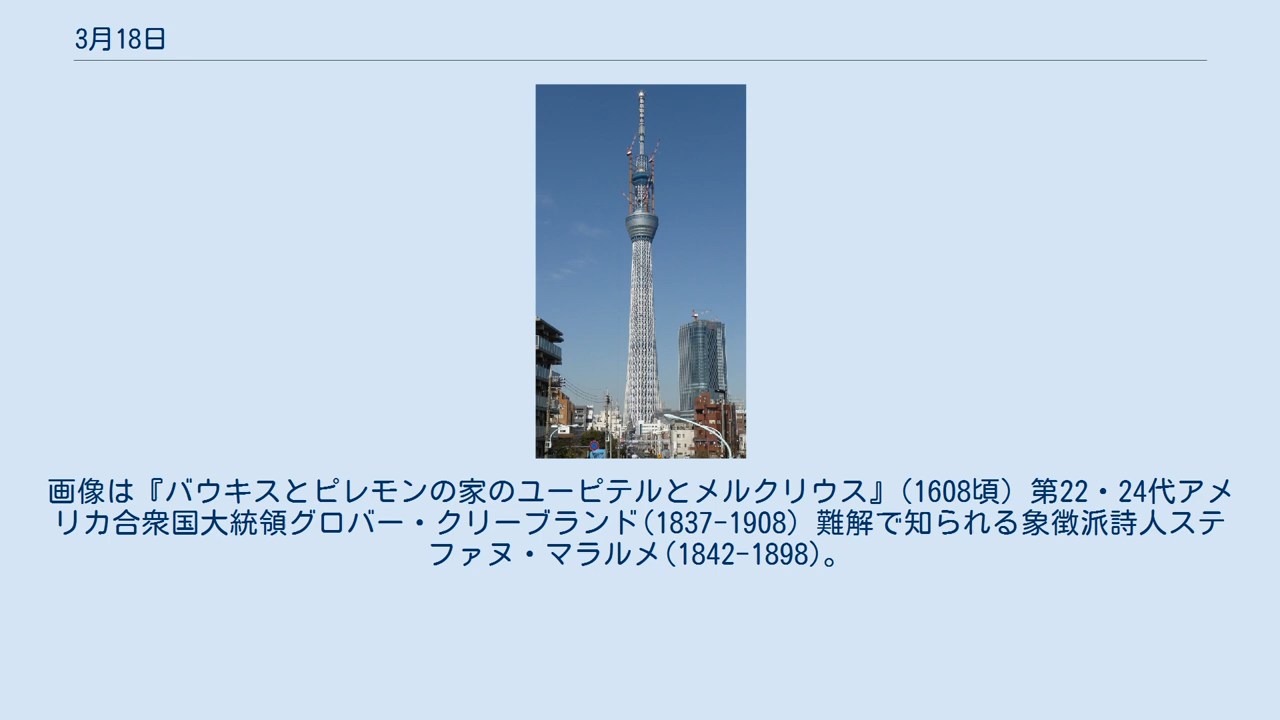 3月18日
画像は『バウキスとピレモンの家のユーピテルとメルクリウス』(1608頃) 第22・24代アメ
リカ合衆国大統領グロバー・クリーブランド(1837-1908) 難解で知られる象徴派詩人ステ
ファヌ・マラルメ(1842-1898)。